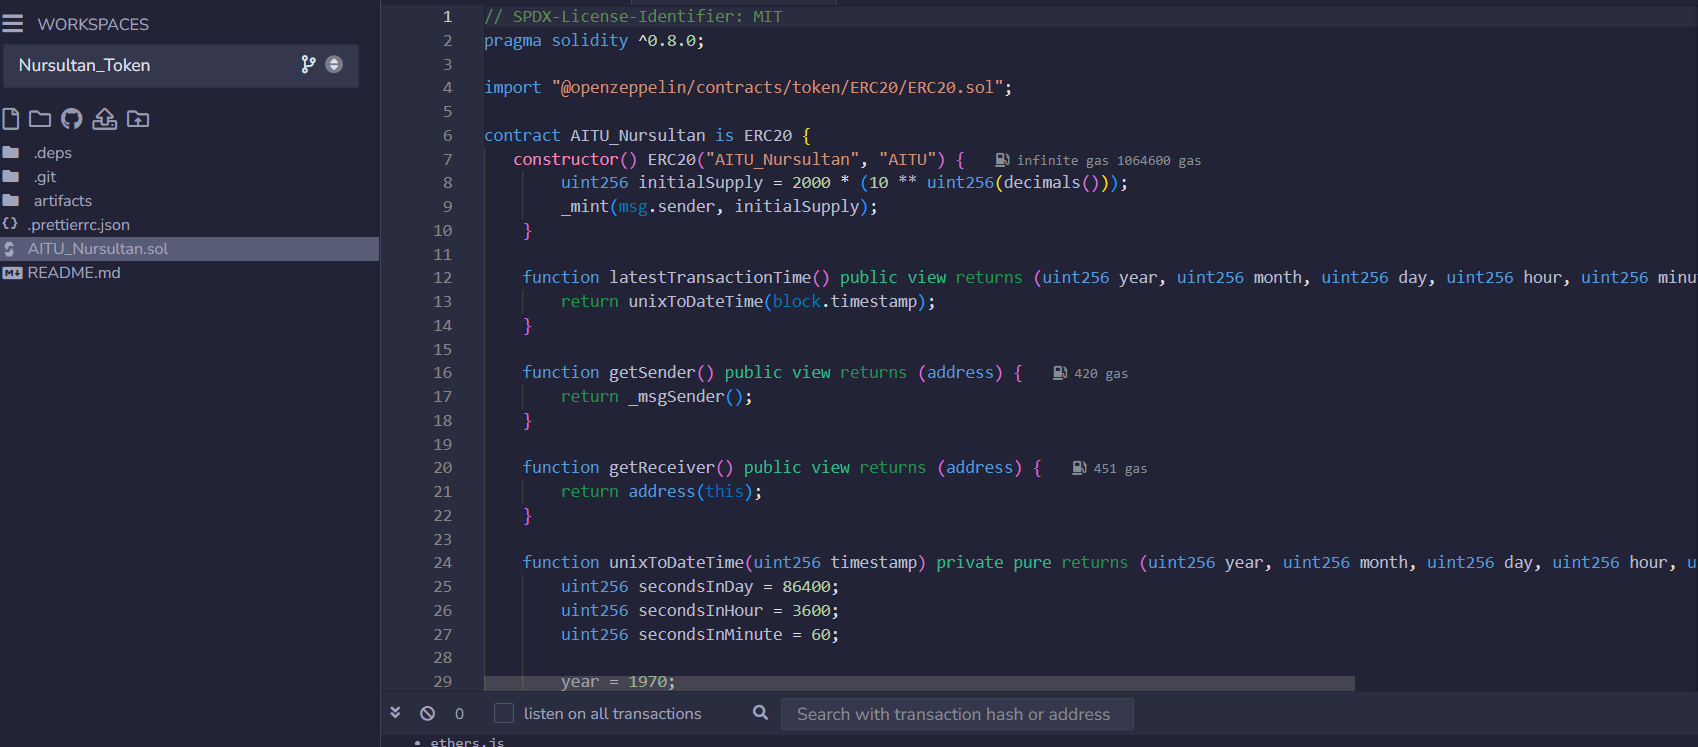 WORKSPACES
Nursultan_Token
.deps
.git
artifacts
.prettierrc.json
AITU_Nursultan.sol
README.md
1 // SPDX-License-Identifier: MIT
2 pragma solidity ^0.8.0;
3
4 import "@openzeppelin/contracts/token/ERC20/ERC20.sol";
5
6 contract AITU_Nursultan is ERC20 {
7 constructor() ERC20("AITU_Nursultan", "AITU") { infinite gas 1064600 gas
8 uint256 initialSupply = 2000 * (10 ** uint256(decimals()));
9 _mint(msg.sender, initialSupply);
10 }
11
12 function latestTransactionTime() public view returns (uint256 year, uint256 month, uint256 day, uint256 hour, uint256 minu
13 return unixToDateTime(block.timestamp);
14 }
15
16 function getSender() public view returns (address) { 420 gas
17 return _msgSender();
18 }
19
20 function getReceiver() public view returns (address) { 451 gas
21 return address(this);
22 }
23
24 function unixToDateTime(uint256 timestamp) private pure returns (uint256 year, uint256 month, uint256 day, uint256 hour, u
25 uint256 secondsInDay = 86400;
26 uint256 secondsInHour = 3600;
27 uint256 secondsInMinute = 60;
28
29 year = 1970;
0 listen on all transactions Search with transaction hash or address
• ethers.js